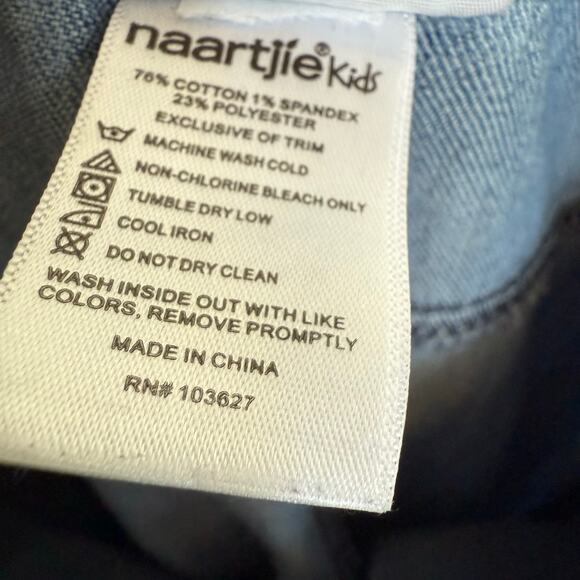 naartjie® Kids
76% COTTON 1% SPANDEX
23% POLYESTER
EXCLUSIVE OF TRIM
MACHINE WASH COLD
NON-CHLORINE BLEACH ONLY
TUMBLE DRY LOW
COOL IRON
DO NOT DRY CLEAN
WASH INSIDE OUT WITH LIKE
COLORS, REMOVE PROMPTLY
MADE IN CHINA
RN# 103627